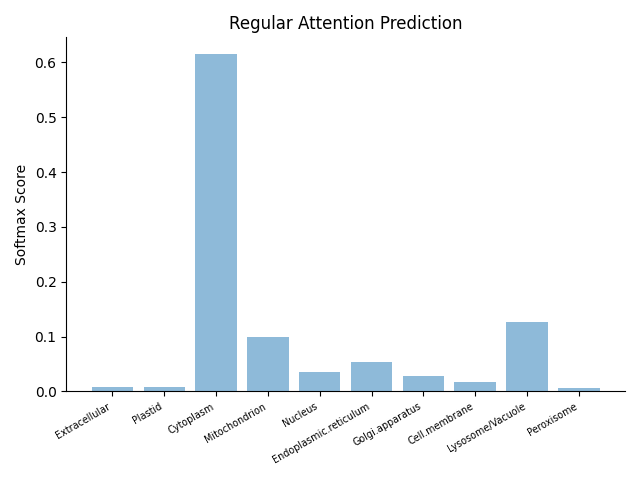 Regular Attention Prediction
Softmax Score
0.6
0.5
0.4
0.3
0.2
0.1
0.0
Extracellular
Plastid
Cytoplasm
Mitochondrion
Nucleus
Endoplasmic.reticulum
Golgi.apparatus
Cell.membrane
Lysosome/Vacuole
Peroxisome